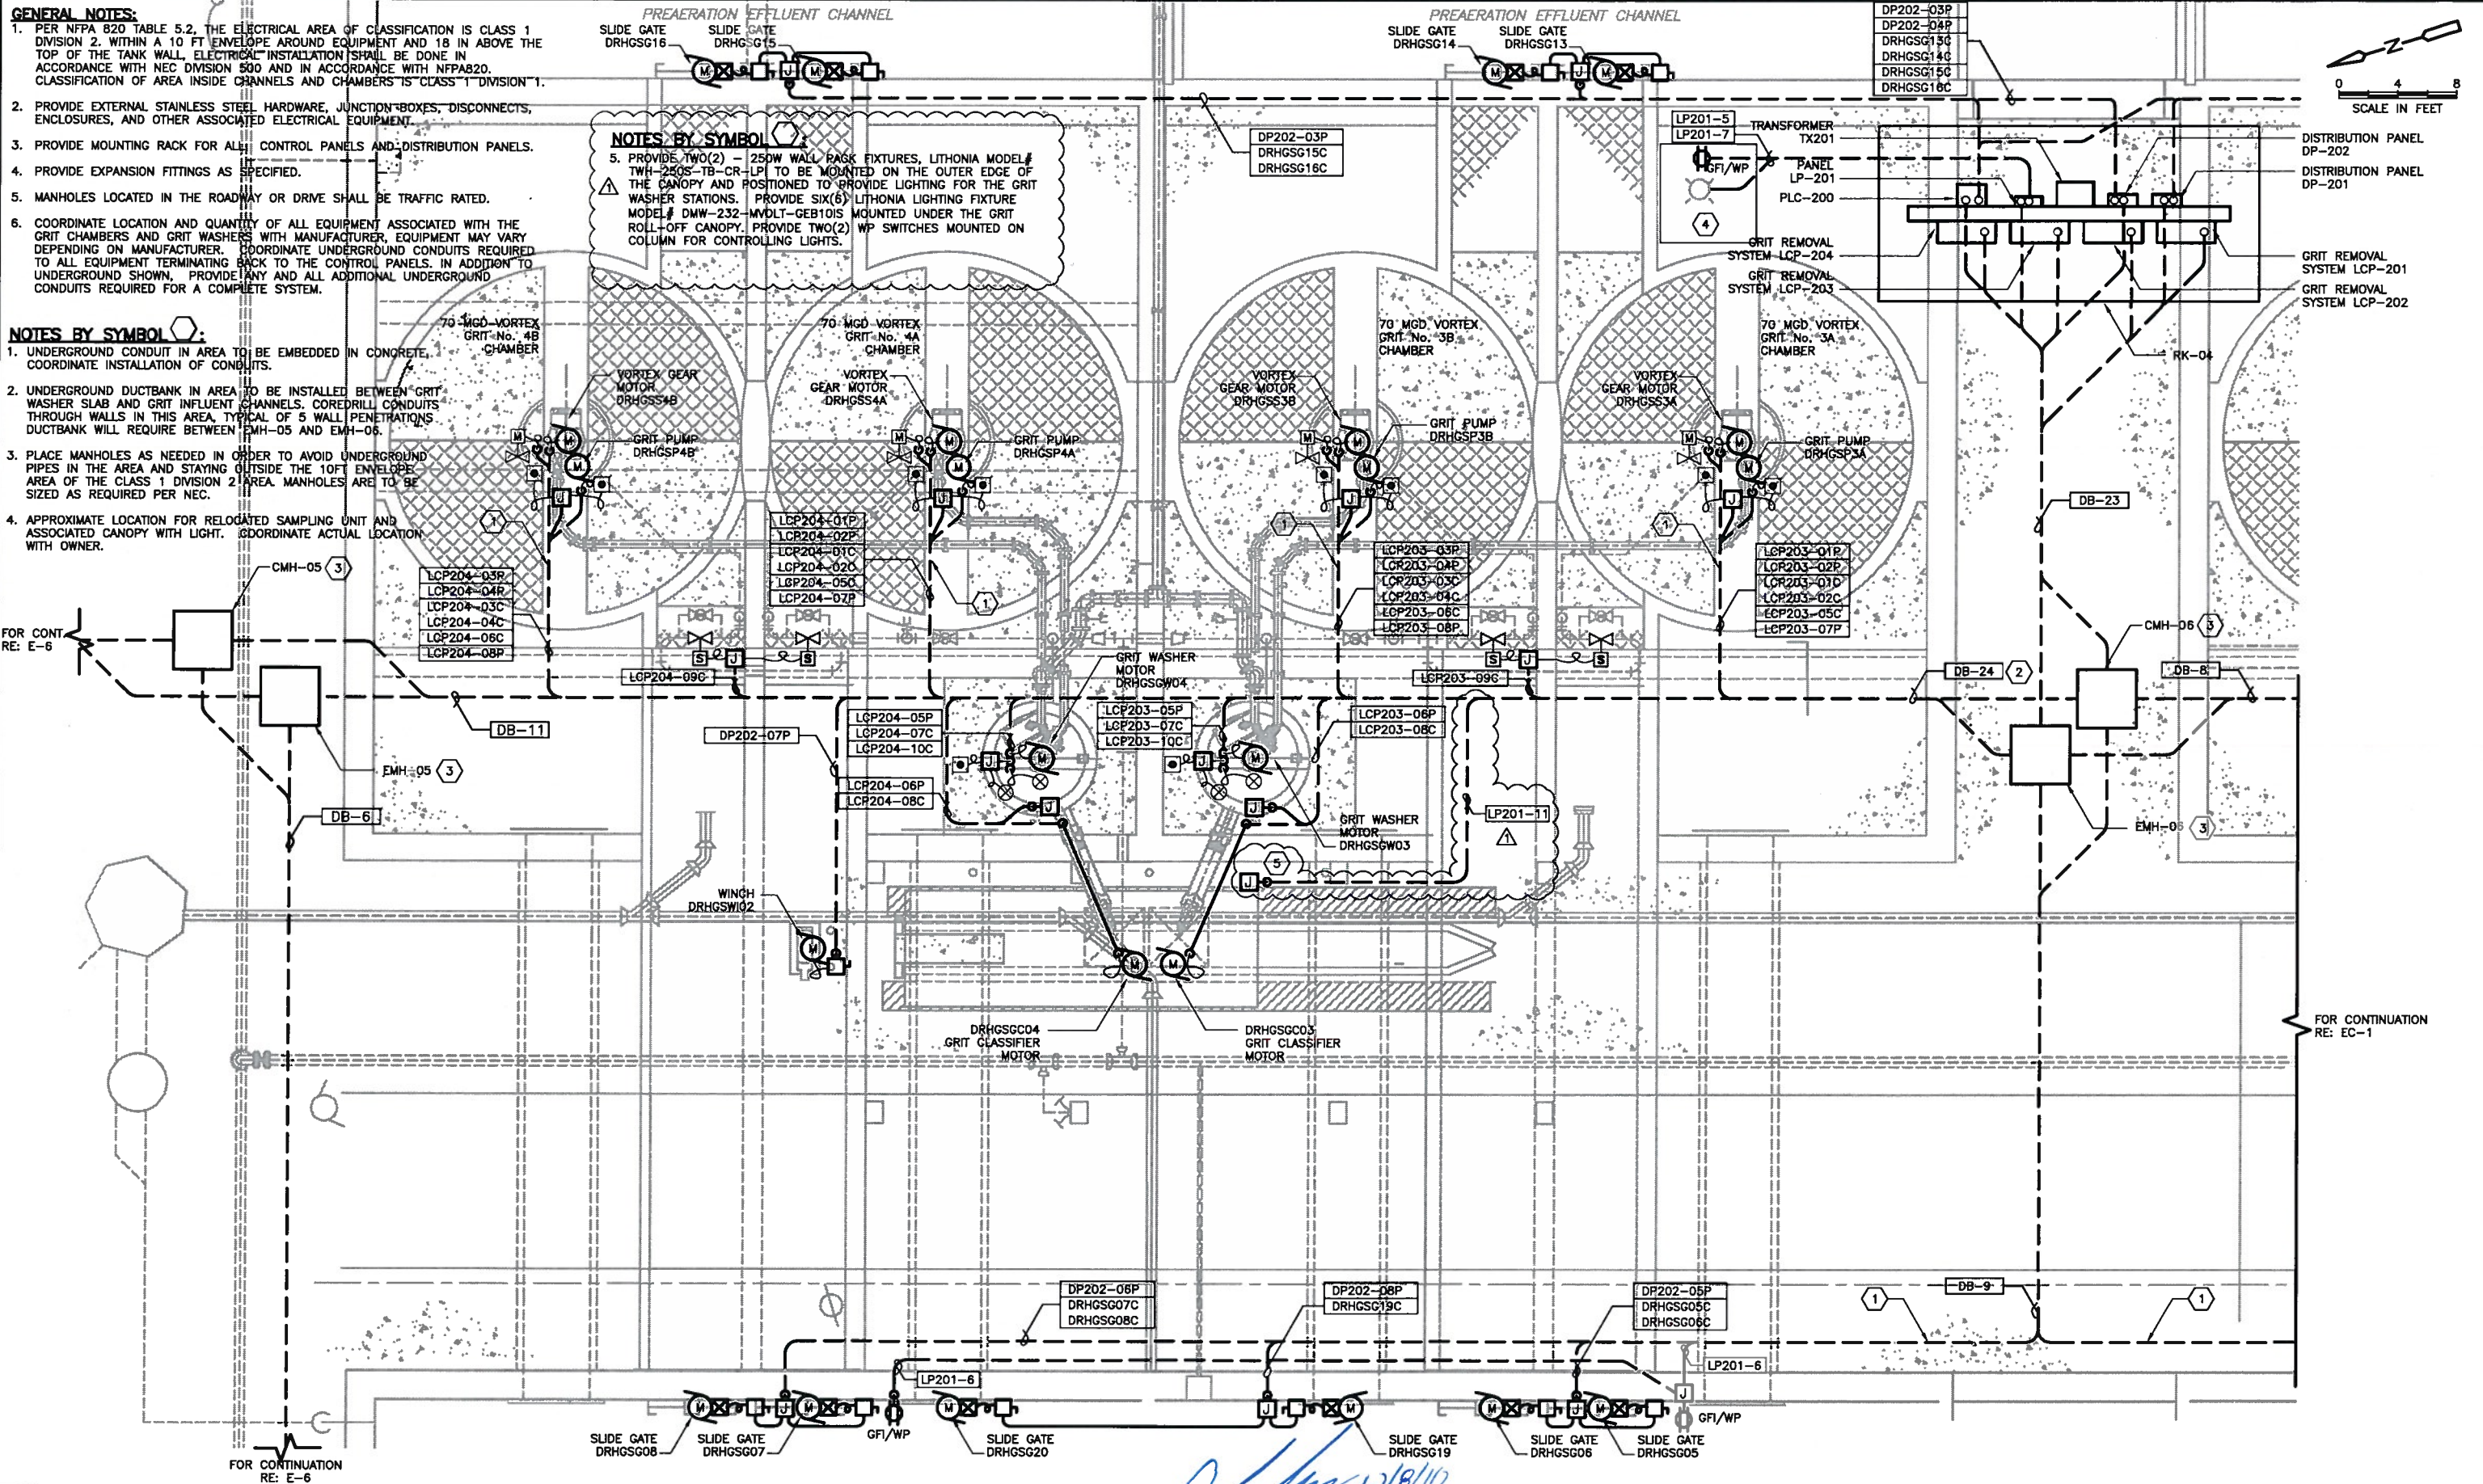 GENERAL NOTES:
1. PER NFPA 820 TABLE 5.2, THE ELECTRICAL AREA OF CLASSIFICATION IS CLASS 1
DIVISION 2. WITHIN A 10 FT ENVELOPE AROUND EQUIPMENT AND 18 IN ABOVE THE
TOP OF THE TANK WALL, ELECTRICAL INSTALLATION SHALL BE DONE IN
ACCORDANCE WITH NEC DIVISION 500 AND IN ACCORDANCE WITH NFPA820.
CLASSIFICATION OF AREA INSIDE CHANNELS AND CHAMBERS IS CLASS 1 DIVISION 1.
2. PROVIDE EXTERNAL STAINLESS STEEL HARDWARE, JUNCTION BOXES, DISCONNECTS,
ENCLOSURES, AND OTHER ASSOCIATED ELECTRICAL EQUIPMENT.
3. PROVIDE MOUNTING RACK FOR ALL CONTROL PANELS AND DISTRIBUTION PANELS.
4. PROVIDE EXPANSION FITTINGS AS SPECIFIED.
5. MANHOLES LOCATED IN THE ROADWAY OR DRIVE SHALL BE TRAFFIC RATED.
6. COORDINATE LOCATION AND QUANTITY OF ALL EQUIPMENT ASSOCIATED WITH THE
GRIT CHAMBERS AND GRIT WASHERS WITH MANUFACTURER, EQUIPMENT MAY VARY
DEPENDING ON MANUFACTURER. COORDINATE UNDERGROUND CONDUITS REQUIRED
TO ALL EQUIPMENT TERMINATING BACK TO THE CONTROL PANELS. IN ADDITION TO
UNDERGROUND SHOWN, PROVIDE ANY AND ALL ADDITIONAL UNDERGROUND
CONDUITS REQUIRED FOR A COMPLETE SYSTEM.
NOTES BY SYMBOL :
1. UNDERGROUND CONDUIT IN AREA TO BE EMBEDDED IN CONCRETE,
COORDINATE INSTALLATION OF CONDUITS.
2. UNDERGROUND DUCTBANK IN AREA TO BE INSTALLED BETWEEN GRIT
WASHER SLAB AND GRIT INFLUENT CHANNELS. COREDRILL CONDUITS
THROUGH WALLS IN THIS AREA, TYPICAL OF 5 WALL PENETRATIONS
DUCTBANK WILL REQUIRE BETWEEN EMH-05 AND EMH-06.
3. PLACE MANHOLES AS NEEDED IN ORDER TO AVOID UNDERGROUND
PIPES IN THE AREA AND STAYING OUTSIDE THE 10FT ENVELOPE
AREA OF THE CLASS 1 DIVISION 2 AREA. MANHOLES ARE TO BE
SIZED AS REQUIRED PER NEC.
4. APPROXIMATE LOCATION FOR RELOCATED SAMPLING UNIT AND
ASSOCIATED CANOPY WITH LIGHT. COORDINATE ACTUAL LOCATION
WITH OWNER.
NOTES BY SYMBOL :
5. PROVIDE TWO(2) - 250W WALL PACK FIXTURES, LITHONIA MODEL#
TWH-250S-TB-CR-LPI TO BE MOUNTED ON THE OUTER EDGE OF
THE CANOPY AND POSITIONED TO PROVIDE LIGHTING FOR THE GRIT
WASHER STATIONS. PROVIDE SIX(6) LITHONIA LIGHTING FIXTURE
MODEL# DMW-232-MVOLT-GEB10IS MOUNTED UNDER THE GRIT
ROLL-OFF CANOPY. PROVIDE TWO(2) WP SWITCHES MOUNTED ON
COLUMN FOR CONTROLLING LIGHTS.
1
PREAERATION EFFLUENT CHANNEL
SLIDE GATE
DRHGSG16
SLIDE GATE
DRHGSG15
PREAERATION EFFLUENT CHANNEL
SLIDE GATE
DRHGSG14
SLIDE GATE
DRHGSG13
DP202-03P
DP202-04P
DRHGSG13C
DRHGSG14C
DRHGSG15C
DRHGSG16C
N
0 4 8
SCALE IN FEET
DP202-03P
DRHGSG15C
DRHGSG16C
LP201-5
LP201-7
GFI/WP
4
TRANSFORMER
TX201
PANEL
LP-201
PLC-200
GRIT REMOVAL
SYSTEM LCP-204
GRIT REMOVAL
SYSTEM LCP-203
DISTRIBUTION PANEL
DP-202
DISTRIBUTION PANEL
DP-201
GRIT REMOVAL
SYSTEM LCP-201
GRIT REMOVAL
SYSTEM LCP-202
RK-04
70 MGD VORTEX
GRIT No. 4B
CHAMBER
70 MGD VORTEX
GRIT No. 4A
CHAMBER
70 MGD VORTEX
GRIT No. 3B
CHAMBER
70 MGD VORTEX
GRIT No. 3A
CHAMBER
VORTEX GEAR
MOTOR
DRHGSS4B
VORTEX
GEAR MOTOR
DRHGSS4A
VORTEX
GEAR MOTOR
DRHGSS3B
VORTEX
GEAR MOTOR
DRHGSS3A
GRIT PUMP
DRHGSP4B
GRIT PUMP
DRHGSP4A
GRIT PUMP
DRHGSP3B
GRIT PUMP
DRHGSP3A
DB-23
1
1
1
1
LCP204-03P
LCP204-04P
LCP204-03C
LCP204-04C
LCP204-06C
LCP204-08P
LCP204-01P
LCP204-02P
LCP204-01C
LCP204-02C
LCP204-05C
LCP204-07P
LCP203-03P
LCP203-04P
LCP203-03C
LCP203-04C
LCP203-06C
LCP203-08P
LCP203-01P
LCP203-02P
LCP203-01C
LCP203-02C
LCP203-05C
LCP203-07P
CMH-05 3
FOR CONT.
RE: E-6
EMH-05 3
DB-11
DB-6
LCP204-09C
LCP203-09C
GRIT WASHER
MOTOR
DRHGSGW04
DP202-07P
LCP204-05P
LCP204-07C
LCP204-10C
LCP204-06P
LCP204-08C
LCP203-05P
LCP203-07C
LCP203-10C
LCP203-06P
LCP203-08C
GRIT WASHER
MOTOR
DRHGSGW03
LP201-11
1
5
CMH-06 3
DB-24 2
DB-8
EMH-06 3
WINCH
DRHGSWI02
DRHGSGC04
GRIT CLASSIFIER
MOTOR
DRHGSGC03
GRIT CLASSIFIER
MOTOR
FOR CONTINUATION
RE: EC-1
DP202-06P
DRHGSG07C
DRHGSG08C
DP202-08P
DRHGSG19C
DP202-05P
DRHGSG05C
DRHGSG06C
1
DB-9
1
LP201-6
LP201-6
GFI/WP
GFI/WP
SLIDE GATE
DRHGSG08
SLIDE GATE
DRHGSG07
SLIDE GATE
DRHGSG20
SLIDE GATE
DRHGSG19
SLIDE GATE
DRHGSG06
SLIDE GATE
DRHGSG05
FOR CONTINUATION
RE: E-6